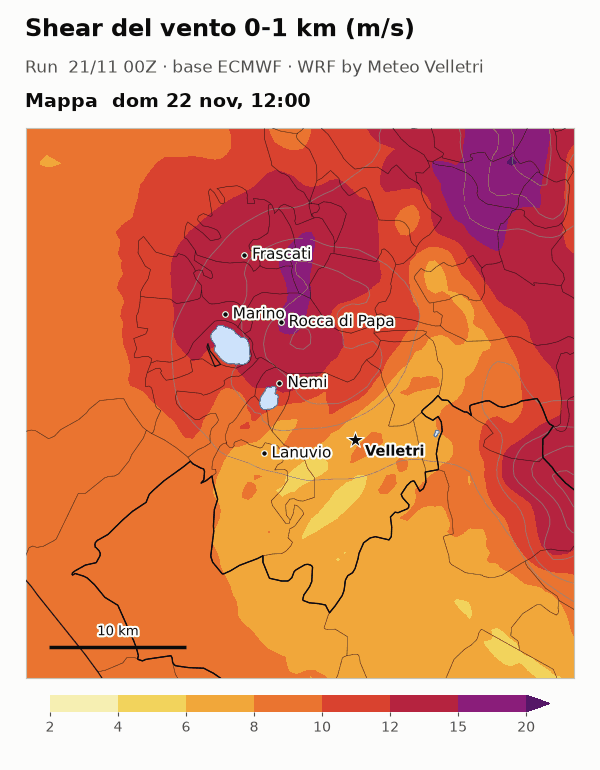 Shear del vento 0-1 km (m/s)
Run  21/11 00Z · base ECMWF · WRF by Meteo Velletri
Mappa  dom 22 nov, 12:00
Frascati
Marino
Rocca di Papa
Nemi
Velletri
Lanuvio
10 km
2 4 6 8 10 12 15 20